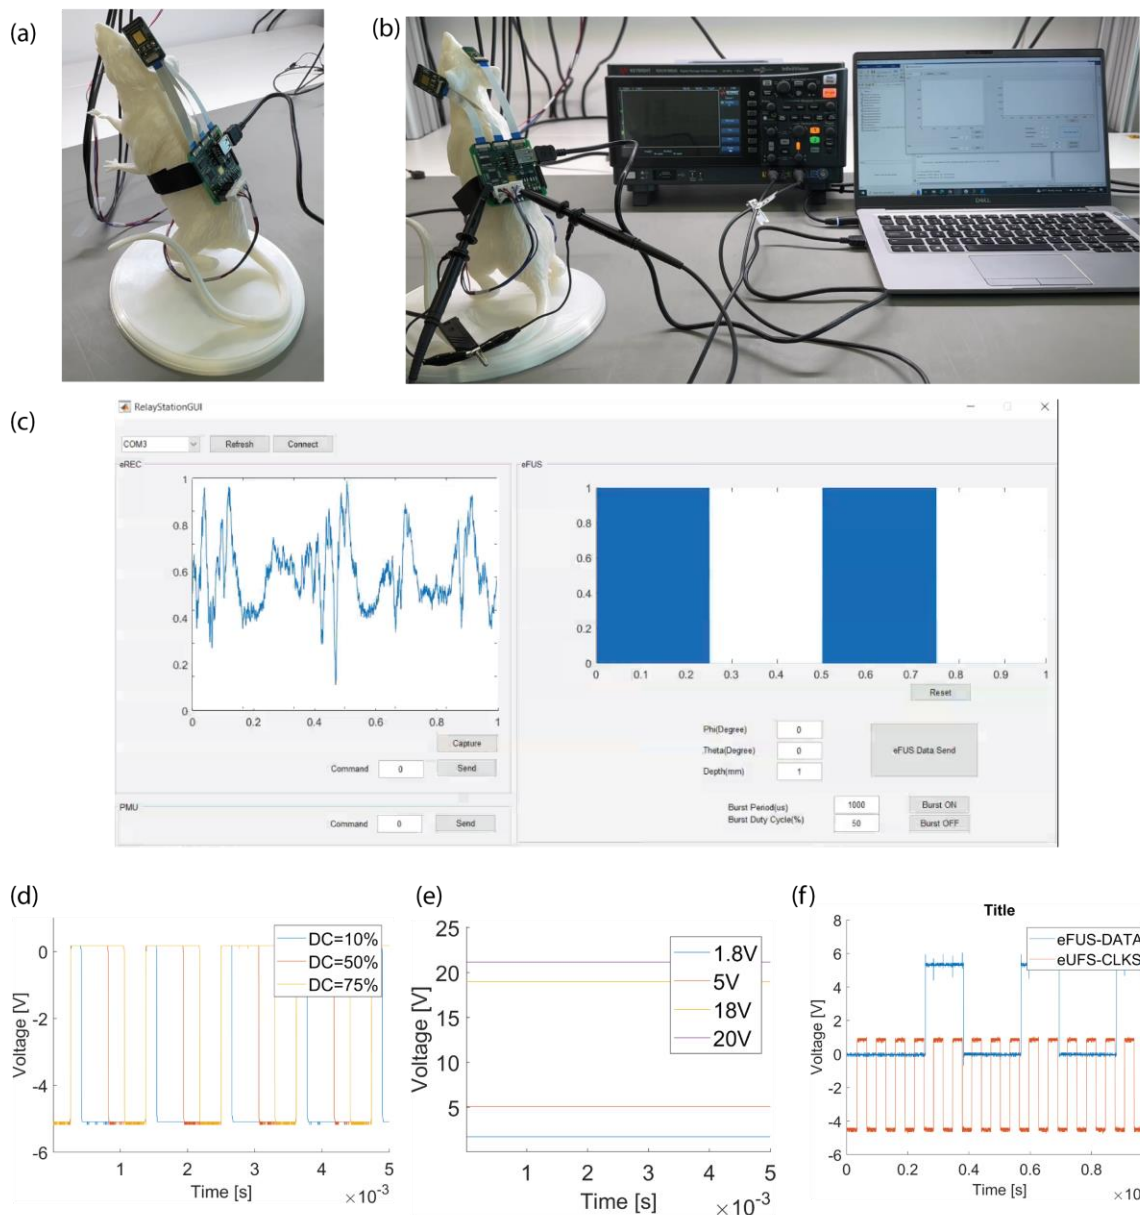 (a)
(b)
(c)
RelayStationGUI
COM3
Refresh
Connect
eREC
1
0.8
0.6
0.4
0.2
0
0 0.2 0.4 0.6 0.8 1
Capture
Command 0 Send
PMU
Command 0 Send
eFUS
1
0.8
0.6
0.4
0.2
0
0 0.1 0.2 0.3 0.4 0.5 0.6 0.7 0.8 0.9 1
Reset
Phi(Degree) 0
Theta(Degree) 0
Depth(mm) 1
eFUS Data Send
Burst Period(us) 1000 Burst ON
Burst Duty Cycle(%) 50 Burst OFF
(d)
Voltage [V]
0
-2
-4
-6
DC=10%
DC=50%
DC=75%
1 2 3 4 5
Time [s]
×10⁻³
(e)
Voltage [V]
25
20
15
10
5
1.8V
5V
18V
20V
1 2 3 4 5
Time [s]
×10⁻³
(f)
Title
Voltage [V]
8
6
4
2
0
-2
-4
-6
eFUS-DATA
eUFS-CLKS
0 0.2 0.4 0.6 0.8
Time [s]
×10